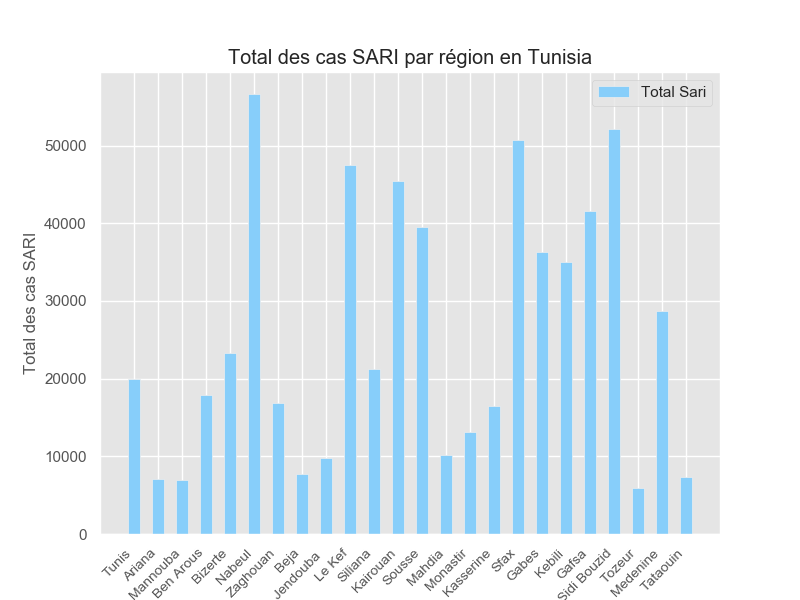 Total des cas SARI par région en Tunisia
Total Sari
Total des cas SARI
50000
40000
30000
20000
10000
0
Tunis
Ariana
Mannouba
Ben Arous
Bizerte
Nabeul
Zaghouan
Beja
Jendouba
Le Kef
Siliana
Kairouan
Sousse
Mahdia
Monastir
Kasserine
Sfax
Gabes
Kebili
Gafsa
Sidi Bouzid
Tozeur
Medenine
Tataouin